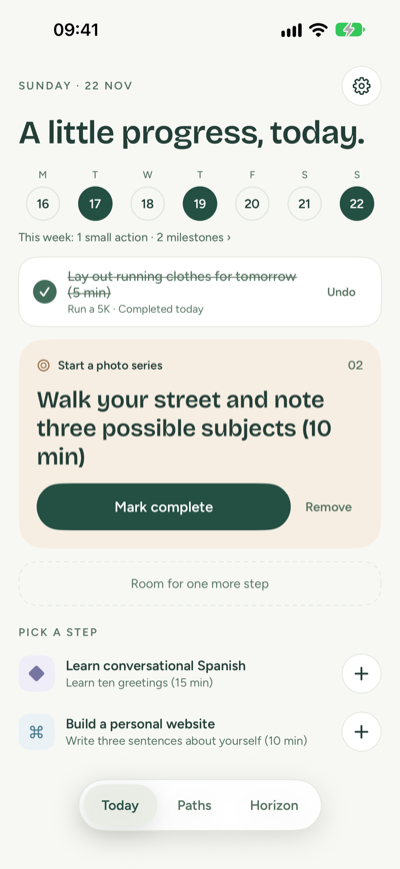 09:41
SUNDAY · 22 NOV
A little progress, today.
M T W T F S S
16 17 18 19 20 21 22
This week: 1 small action · 2 milestones ›
Lay out running clothes for tomorrow
(5 min)
Undo
Run a 5K · Completed today
Start a photo series
02
Walk your street and note
three possible subjects (10
min)
Mark complete
Remove
Room for one more step
PICK A STEP
Learn conversational Spanish
Learn ten greetings (15 min)
Build a personal website
Write three sentences about yourself (10 min)
Today
Paths
Horizon